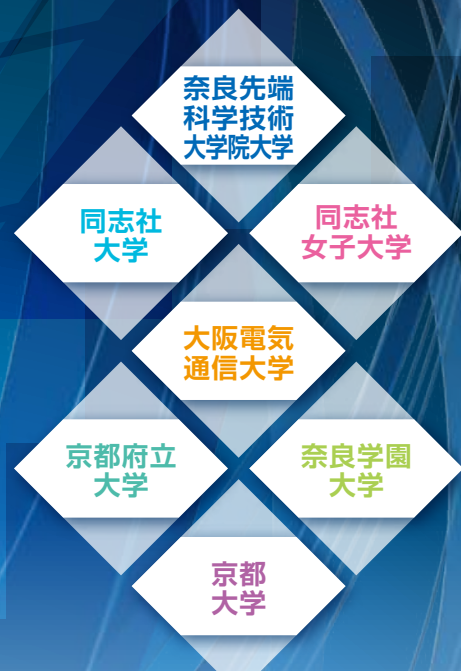 奈良先端
科学技術
大学院大学
同志社
大学
同志社
女子大学
大阪電気
通信大学
京都府立
大学
奈良学園
大学
京都
大学